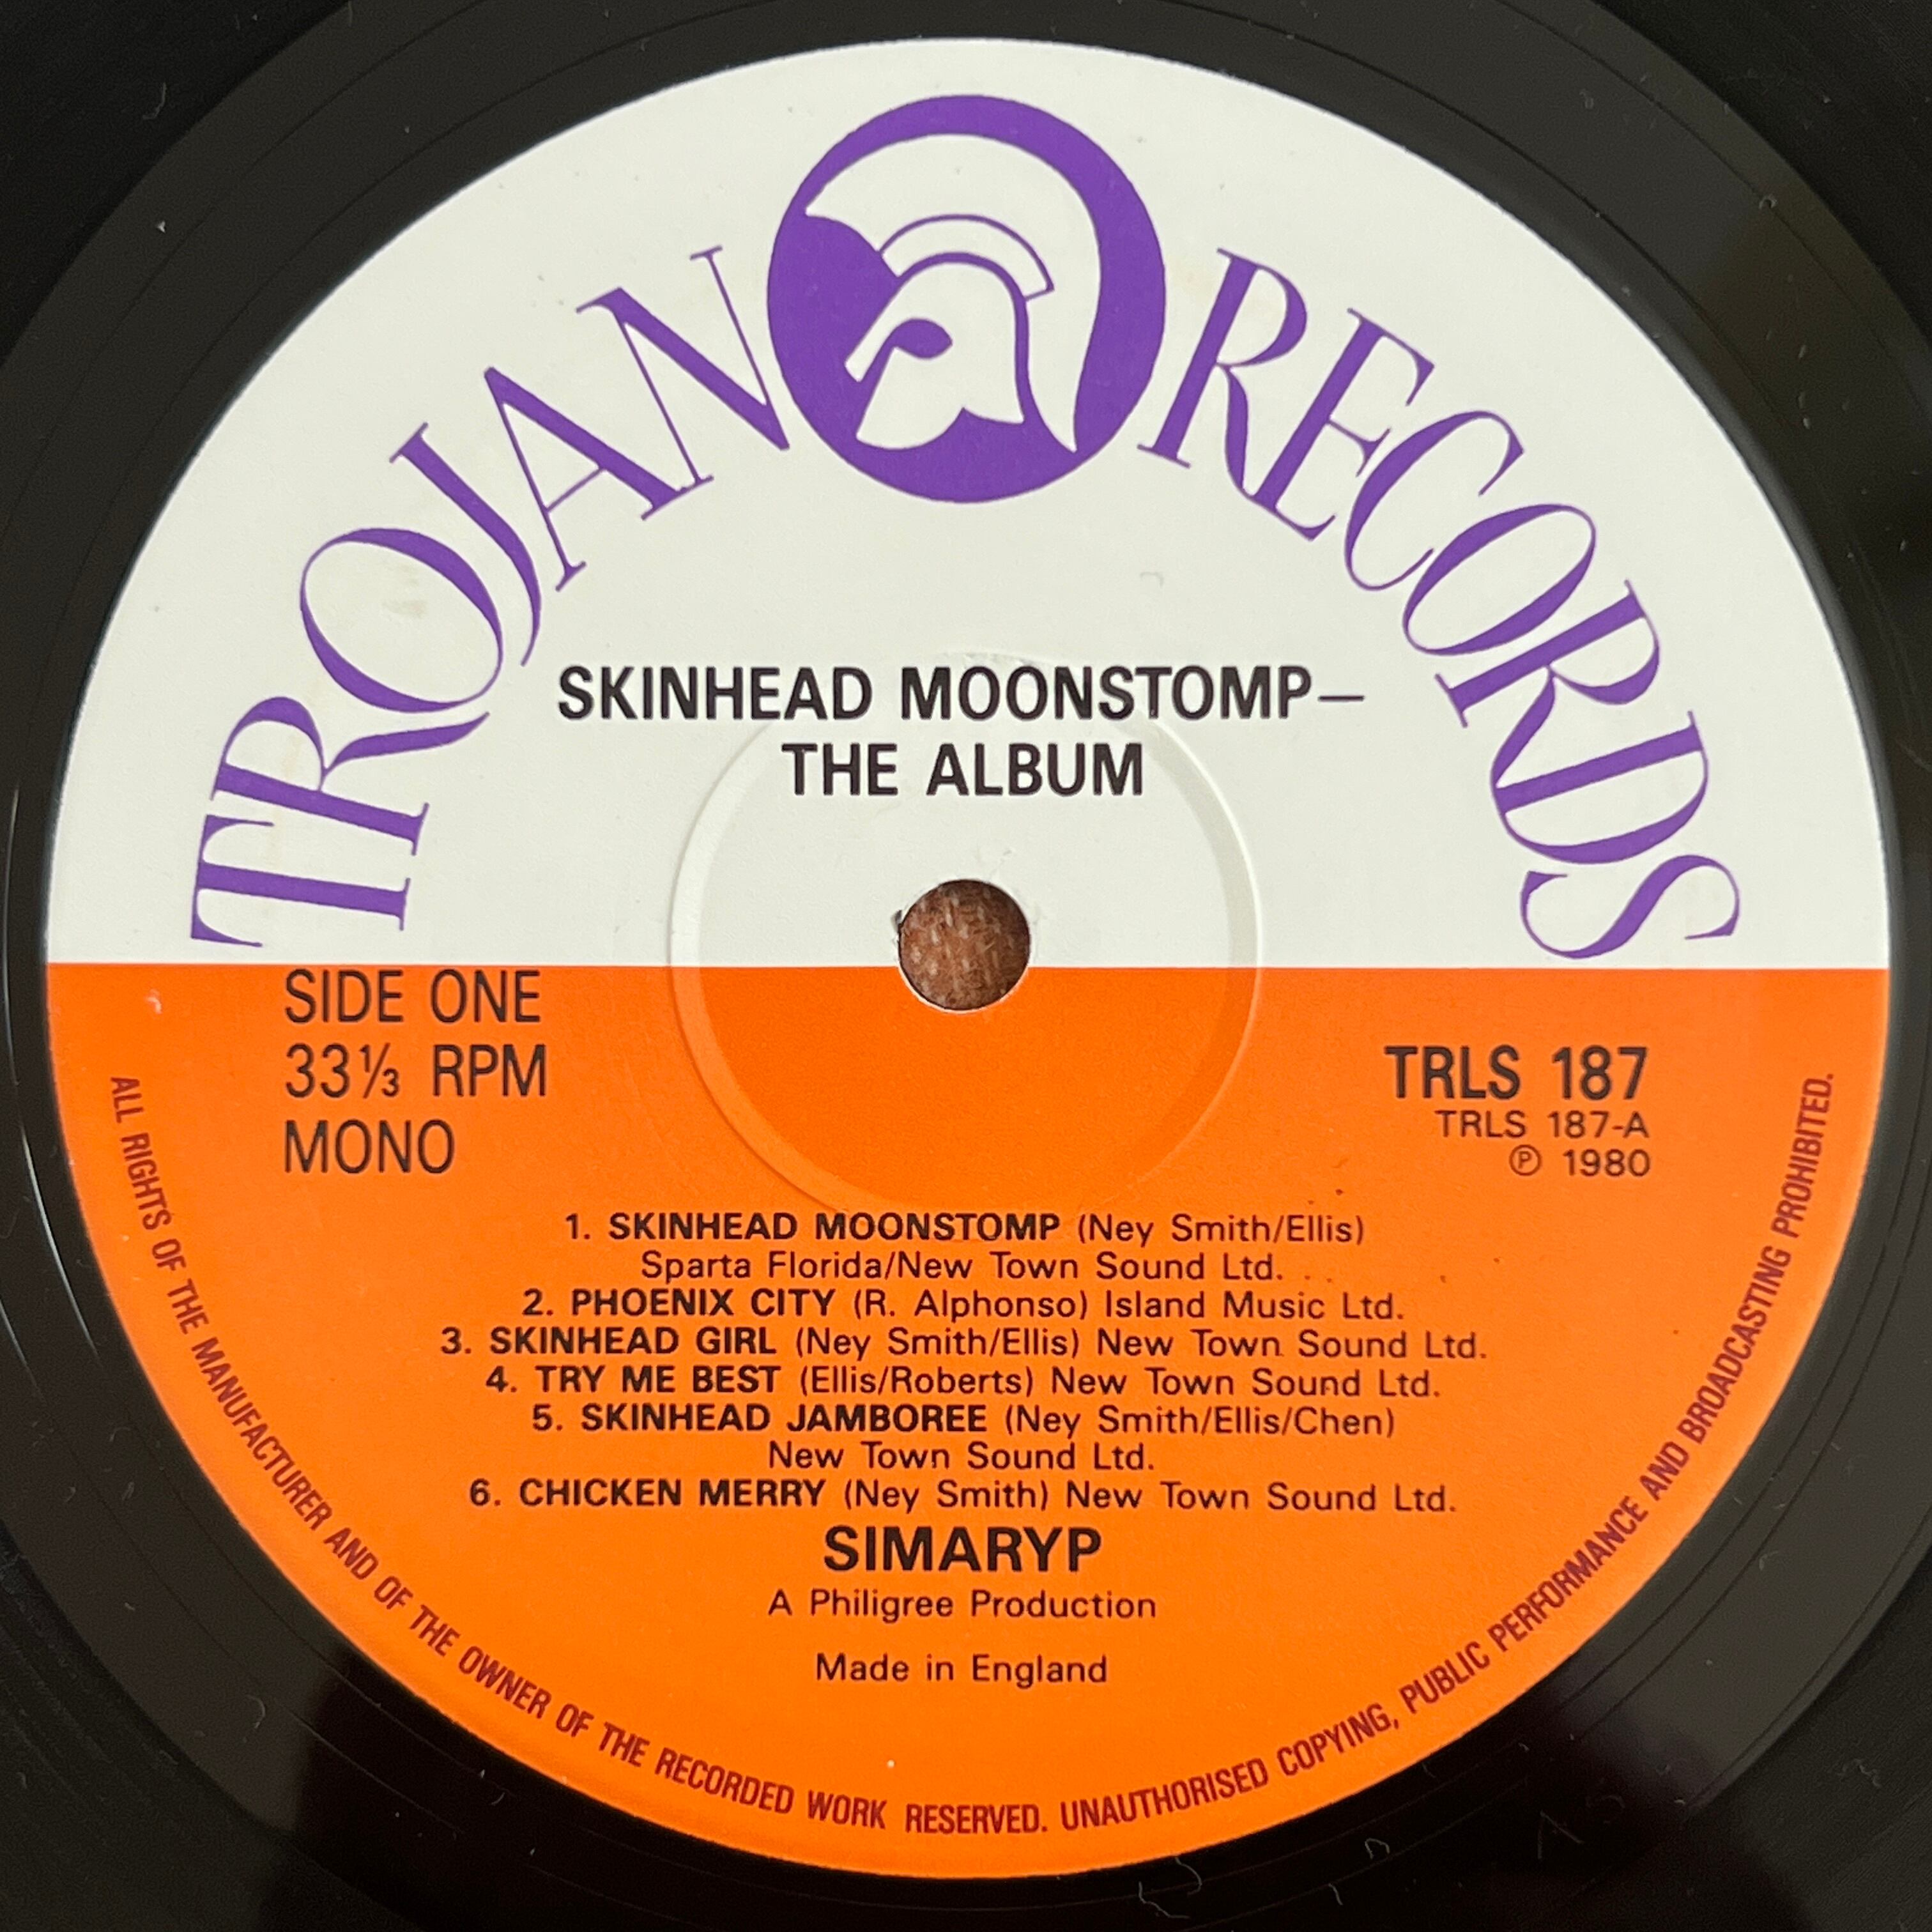 TROJAN RECORDS
SKINHEAD MOONSTOMP—
THE ALBUM
SIDE ONE
33⅓ RPM
MONO
TRLS 187
TRLS 187-A
℗ 1980
1. SKINHEAD MOONSTOMP (Ney Smith/Ellis)
Sparta Florida/New Town Sound Ltd.
2. PHOENIX CITY (R. Alphonso) Island Music Ltd.
3. SKINHEAD GIRL (Ney Smith/Ellis) New Town Sound Ltd.
4. TRY ME BEST (Ellis/Roberts) New Town Sound Ltd.
5. SKINHEAD JAMBOREE (Ney Smith/Ellis/Chen)
New Town Sound Ltd.
6. CHICKEN MERRY (Ney Smith) New Town Sound Ltd.
SIMARYP
A Philigree Production
Made in England
ALL RIGHTS OF THE MANUFACTURER AND OF THE OWNER OF THE RECORDED WORK RESERVED. UNAUTHORISED COPYING, PUBLIC PERFORMANCE AND BROADCASTING PROHIBITED.